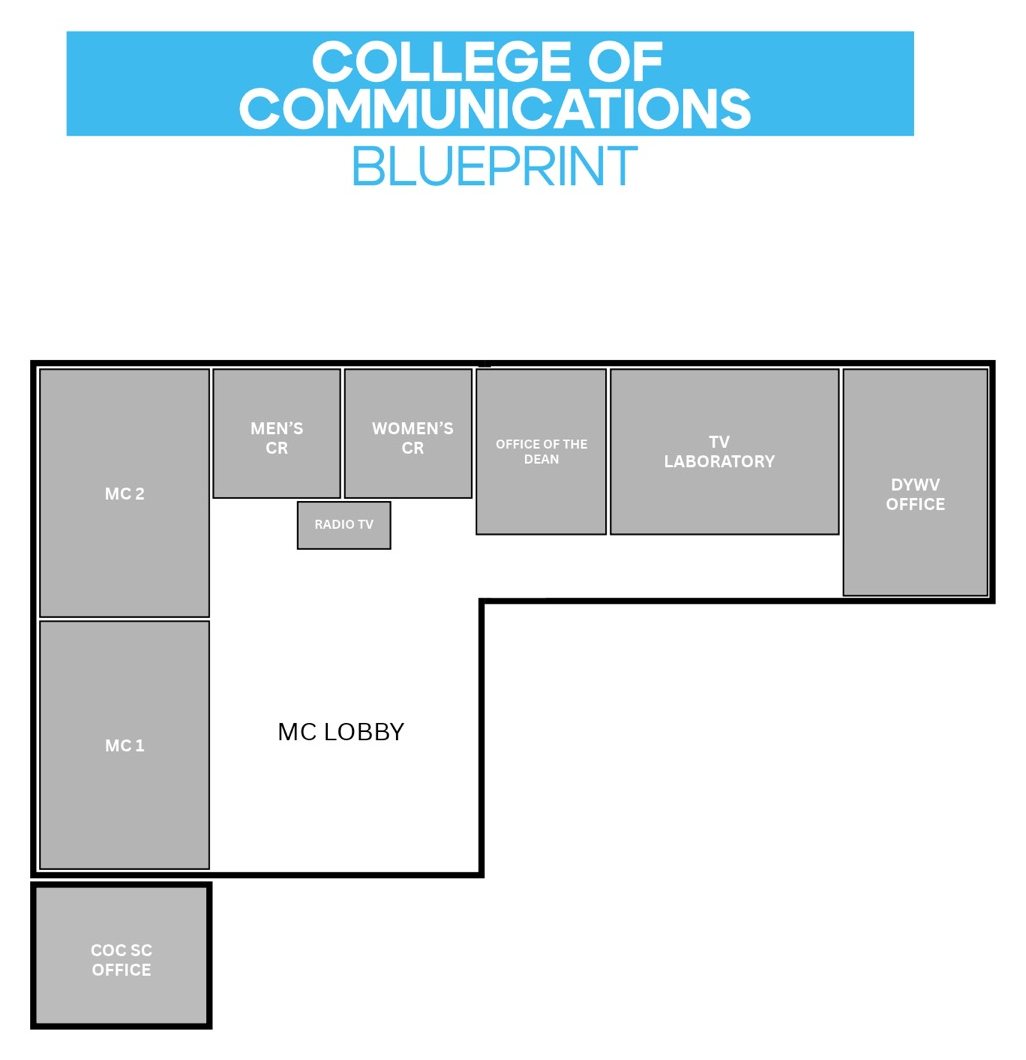 COLLEGE OF
COMMUNICATIONS
BLUEPRINT
MC 2
MEN’S
CR
WOMEN’S
CR
OFFICE OF THE
DEAN
TV
LABORATORY
DYWV
OFFICE
RADIO TV
MC 1
MC LOBBY
COC SC
OFFICE